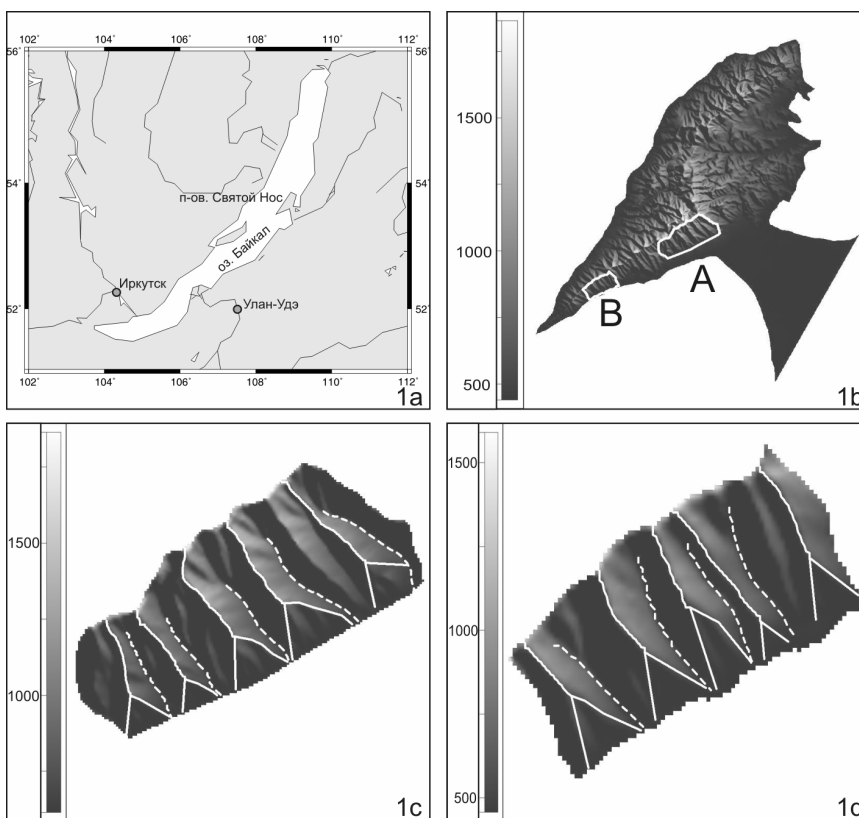 102 104° 106° 108° 110° 112°
56° 56°
54° 54°
52° 52°
п-ов. Святой Нос
оз. Байкал
Иркутск
Улан-Удэ
102° 104° 106° 108° 110° 112°
1a
1500
1000
500
A
B
1b
1500
1000
1c
1500
1000
500
1d